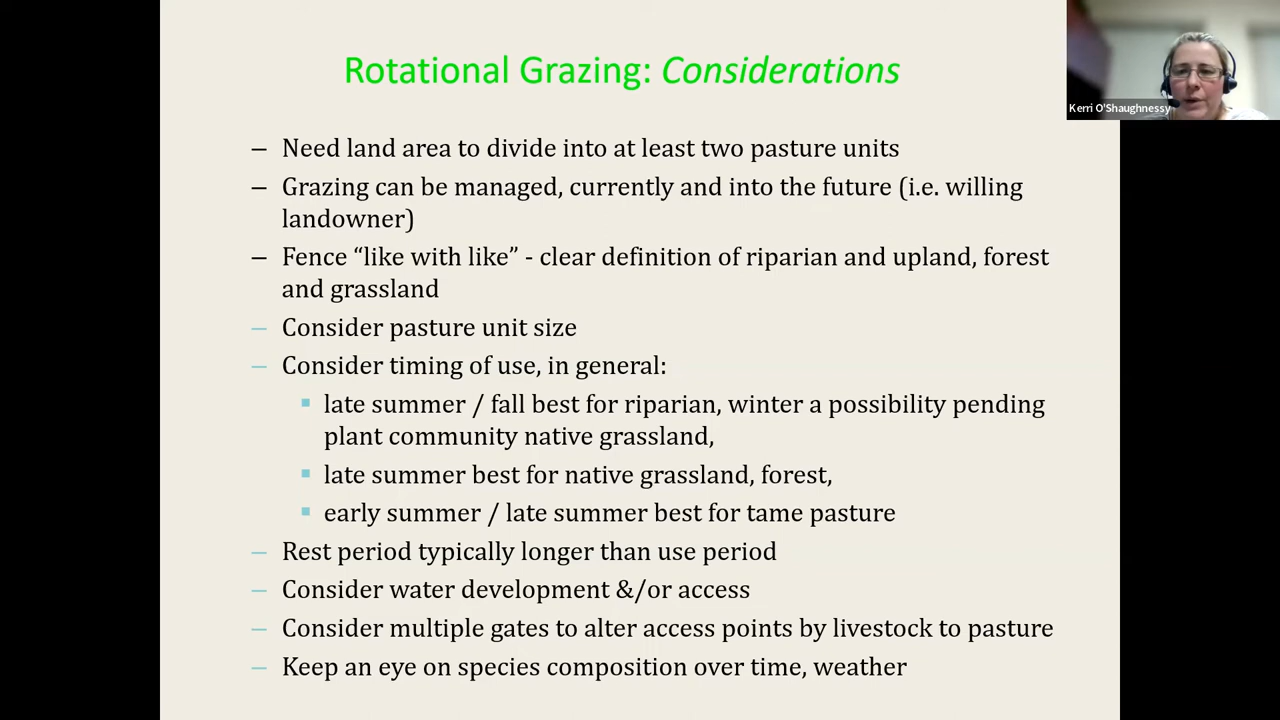 Rotational Grazing: Considerations
Kerri O'Shaughnessy
– Need land area to divide into at least two pasture units
– Grazing can be managed, currently and into the future (i.e. willing
landowner)
– Fence “like with like” - clear definition of riparian and upland, forest
and grassland
– Consider pasture unit size
– Consider timing of use, in general:
▪ late summer / fall best for riparian, winter a possibility pending
plant community native grassland,
▪ late summer best for native grassland, forest,
▪ early summer / late summer best for tame pasture
– Rest period typically longer than use period
– Consider water development &/or access
– Consider multiple gates to alter access points by livestock to pasture
– Keep an eye on species composition over time, weather